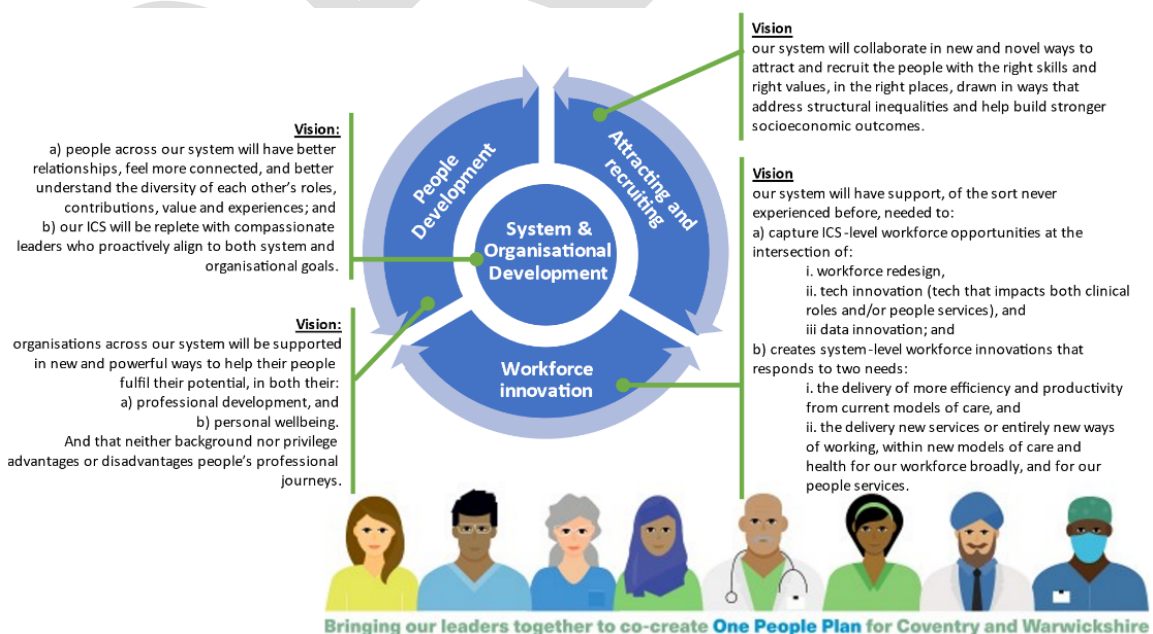 Vision:
a) people across our system will have better
relationships, feel more connected, and better
understand the diversity of each other's roles,
contributions, value and experiences; and
b) our ICS will be replete with compassionate
leaders who proactively align to both system and
organisational goals.
Vision:
organisations across our system will be supported
in new and powerful ways to help their people
fulfil their potential, in both their:
a) professional development, and
b) personal wellbeing.
And that neither background nor privilege
advantages or disadvantages people's professional
journeys.
People
Development
Attracting and
recruiting
System &
Organisational
Development
Workforce
innovation
Vision
our system will collaborate in new and novel ways to
attract and recruit the people with the right skills and
right values, in the right places, drawn in ways that
address structural inequalities and help build stronger
socioeconomic outcomes.
Vision
our system will have support, of the sort never
experienced before, needed to:
a) capture ICS-level workforce opportunities at the
intersection of:
i. workforce redesign,
ii. tech innovation (tech that impacts both clinical
roles and/or people services), and
iii data innovation; and
b) creates system-level workforce innovations that
responds to two needs:
i. the delivery of more efficiency and productivity
from current models of care, and
ii. the delivery new services or entirely new ways
of working, within new models of care and
health for our workforce broadly, and for our
people services.
Bringing our leaders together to co-create One People Plan for Coventry and Warwickshire